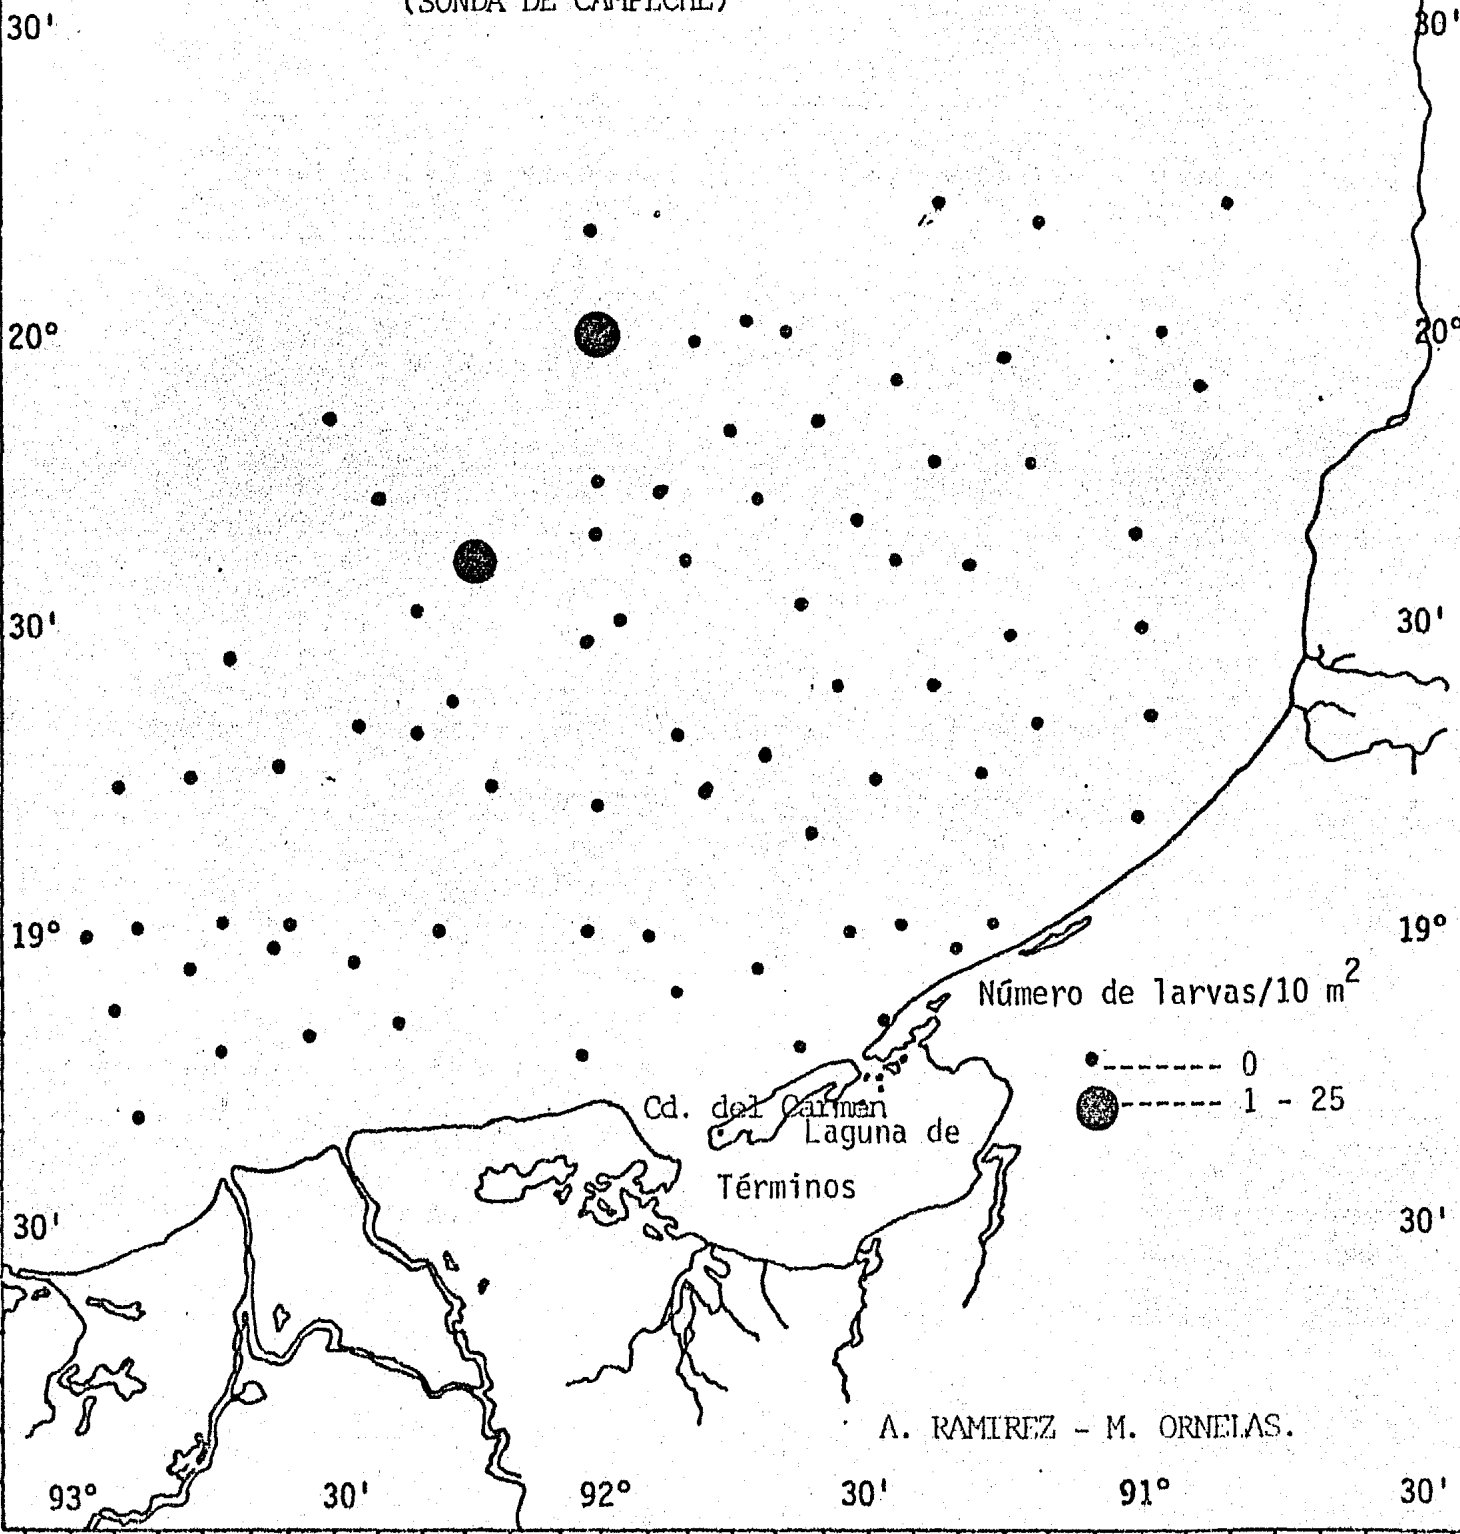 (SONDA DE CAMPECHE)
30' 30'
20° 20°
30' 30'
19° 19°
Número de larvas/10 m²
0
1 - 25
Cd. del Carmen
Laguna de
Términos
30' 30'
A. RAMIREZ - M. ORNELAS.
93° 30' 92° 30' 91° 30'